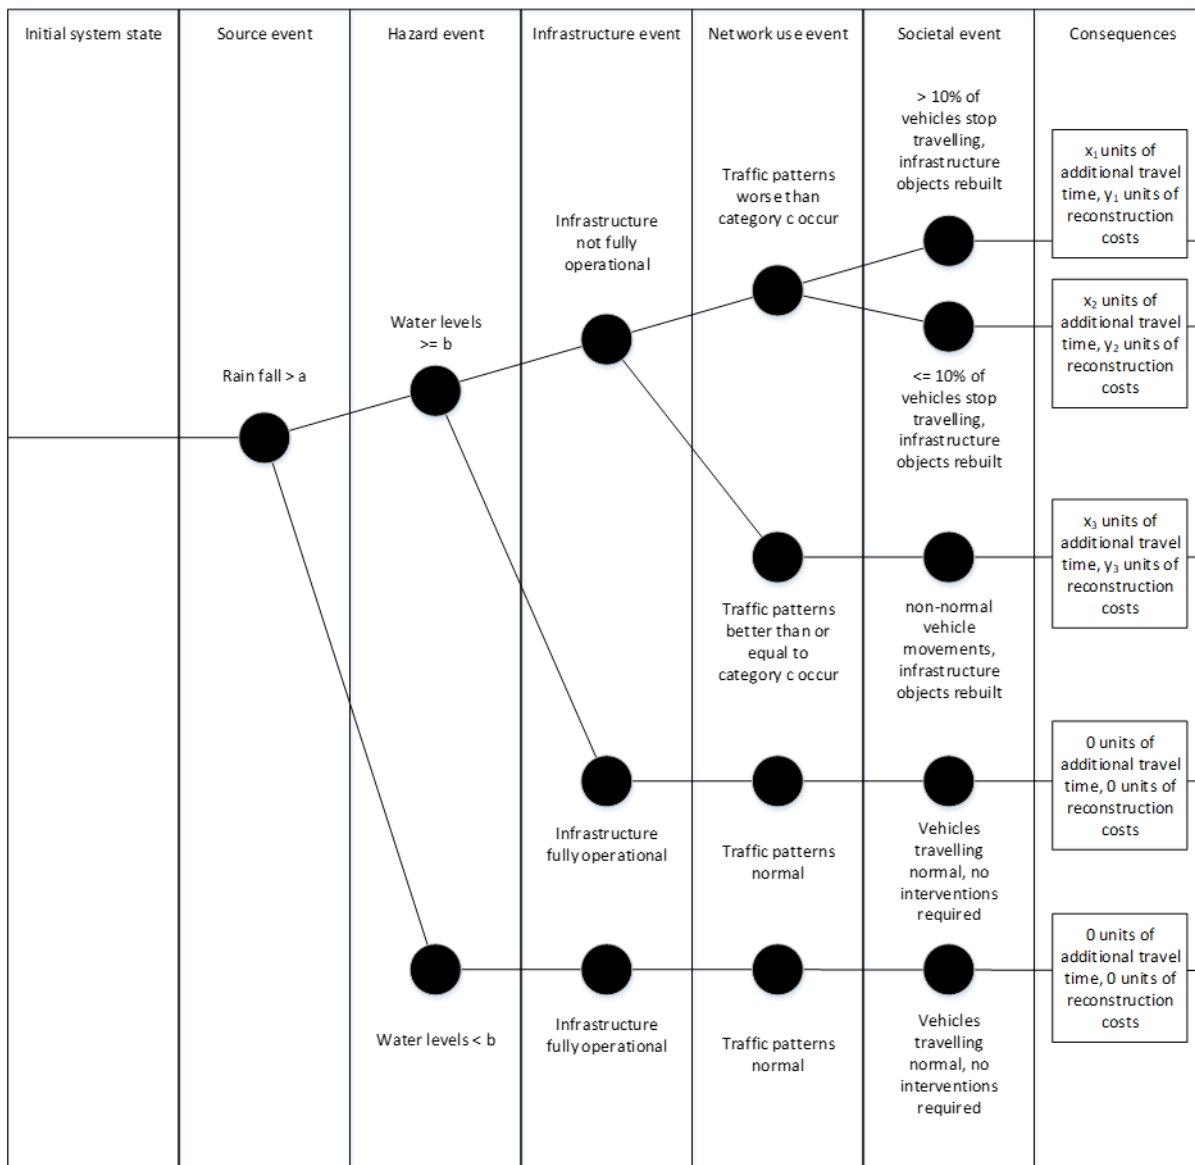 Initial system state
Source event
Hazard event
Infrastructure event
Network use event
Societal event
Consequences
> 10% of
vehicles stop
travelling,
infrastructure
objects rebuilt
x₁ units of
additional travel
time, y₁ units of
reconstruction
costs
Traffic patterns
worse than
category c occur
Infrastructure
not fully
operational
x₂ units of
additional travel
time, y₂ units of
reconstruction
costs
Water levels
>= b
Rain fall > a
<= 10% of
vehicles stop
travelling,
infrastructure
objects rebuilt
x₃ units of
additional travel
time, y₃ units of
reconstruction
costs
Traffic patterns
better than or
equal to
category c occur
non-normal
vehicle
movements,
infrastructure
objects rebuilt
0 units of
additional travel
time, 0 units of
reconstruction
costs
Infrastructure
fully operational
Traffic patterns
normal
Vehicles
travelling
normal, no
interventions
required
0 units of
additional travel
time, 0 units of
reconstruction
costs
Water levels < b
Infrastructure
fully operational
Traffic patterns
normal
Vehicles
travelling
normal, no
interventions
required